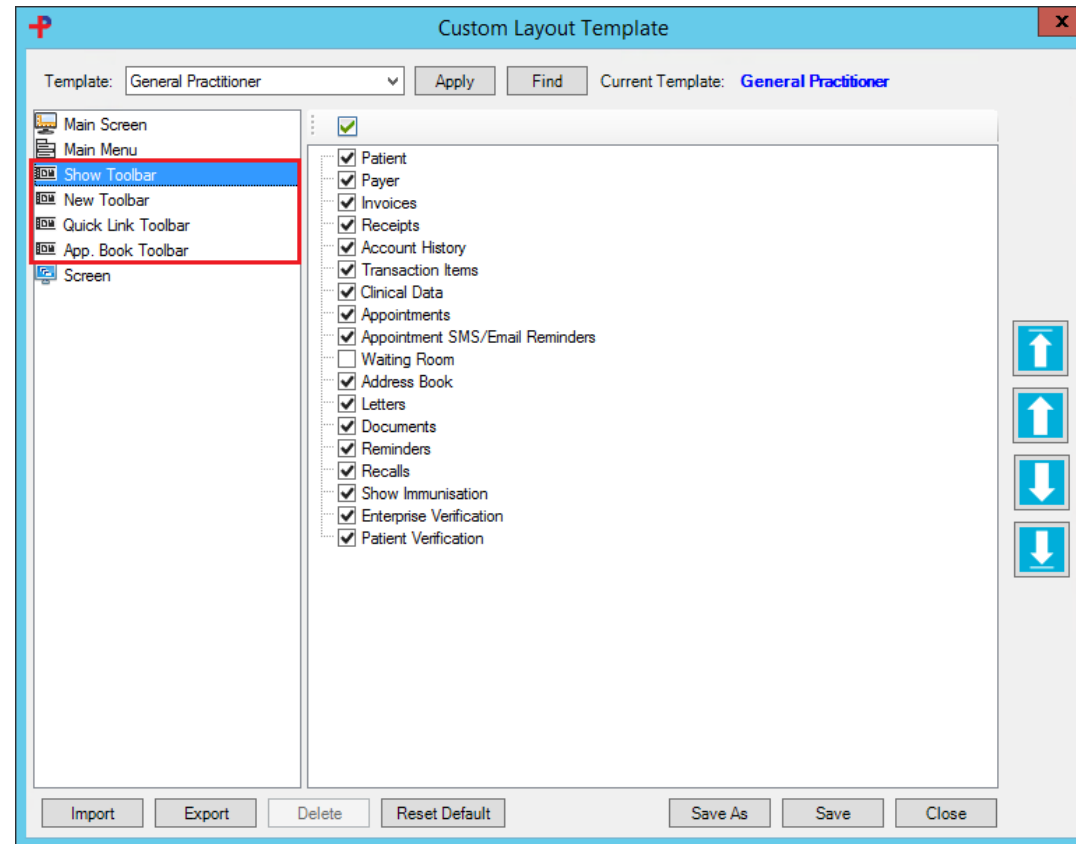 Custom Layout Template
x
Template: General Practitioner Apply Find Current Template: General Practitioner
Main Screen
Main Menu
Show Toolbar
New Toolbar
Quick Link Toolbar
App. Book Toolbar
Screen
Patient
Payer
Invoices
Receipts
Account History
Transaction Items
Clinical Data
Appointments
Appointment SMS/Email Reminders
Waiting Room
Address Book
Letters
Documents
Reminders
Recalls
Show Immunisation
Enterprise Verification
Patient Verification
Import Export Delete Reset Default Save As Save Close